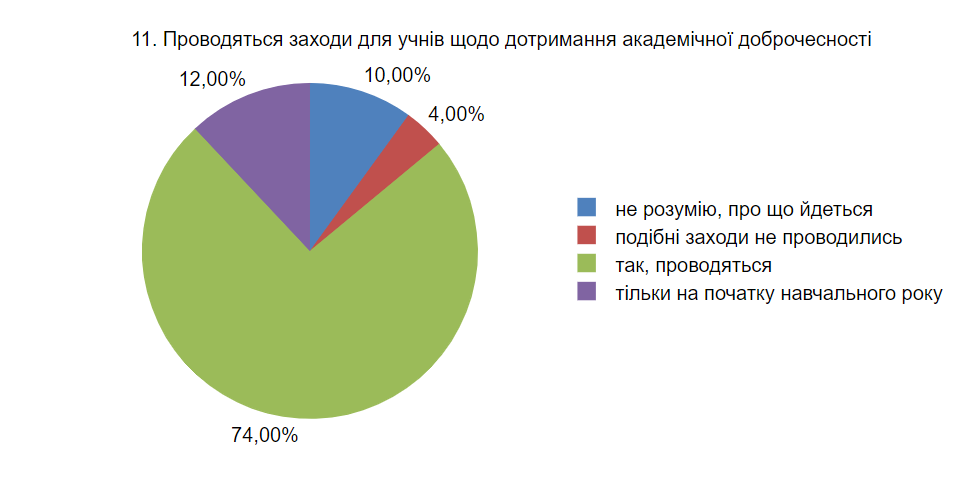 11. Проводяться заходи для учнів щодо дотримання академічної доброчесності
12,00%
10,00%
4,00%
74,00%
не розумію, про що йдеться
подібні заходи не проводились
так, проводяться
тільки на початку навчального року